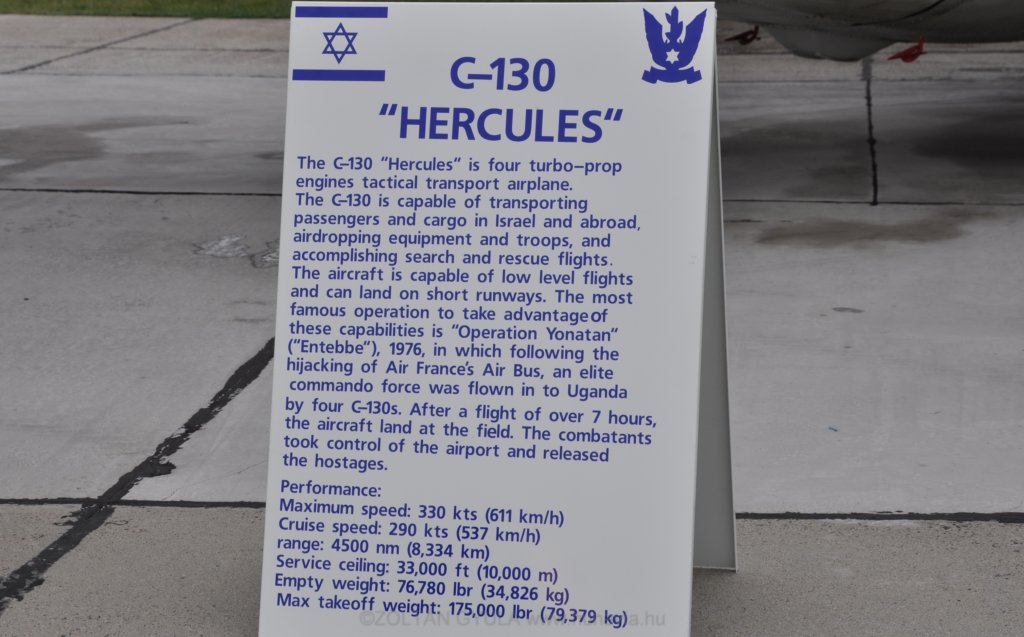 C–130
“HERCULES“
The C–130 “Hercules“ is four turbo–prop
engines tactical transport airplane.
The C–130 is capable of transporting
passengers and cargo in Israel and abroad,
airdropping equipment and troops, and
accomplishing search and rescue flights.
The aircraft is capable of low level flights
and can land on short runways. The most
famous operation to take advantage of
these capabilities is “Operation Yonatan“
(“Entebbe“), 1976, in which following the
hijacking of Air France's Air Bus, an elite
commando force was flown in to Uganda
by four C–130s. After a flight of over 7 hours,
the aircraft land at the field. The combatants
took control of the airport and released
the hostages.
Performance:
Maximum speed: 330 kts (611 km/h)
Cruise speed: 290 kts (537 km/h)
range: 4500 nm (8,334 km)
Service ceiling: 33,000 ft (10,000 m)
Empty weight: 76,780 lbr (34,826 kg)
Max takeoff weight: 175,000 lbr (79,379 kg)
©ZOLTÁN GYULA